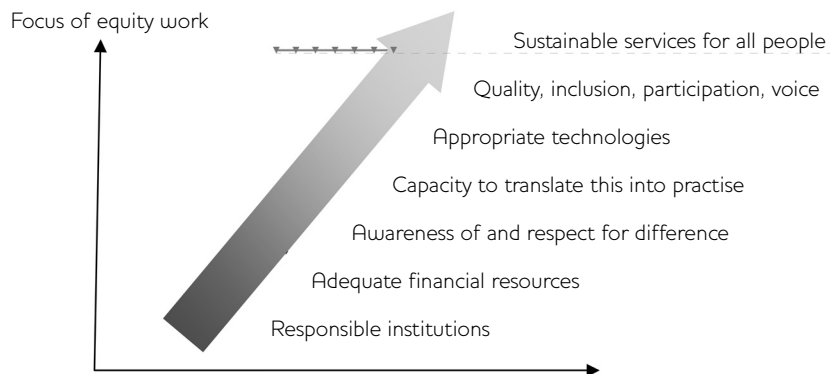 Focus of equity work
Sustainable services for all people
Quality, inclusion, participation, voice
Appropriate technologies
Capacity to translate this into practise
Awareness of and respect for difference
Adequate financial resources
Responsible institutions